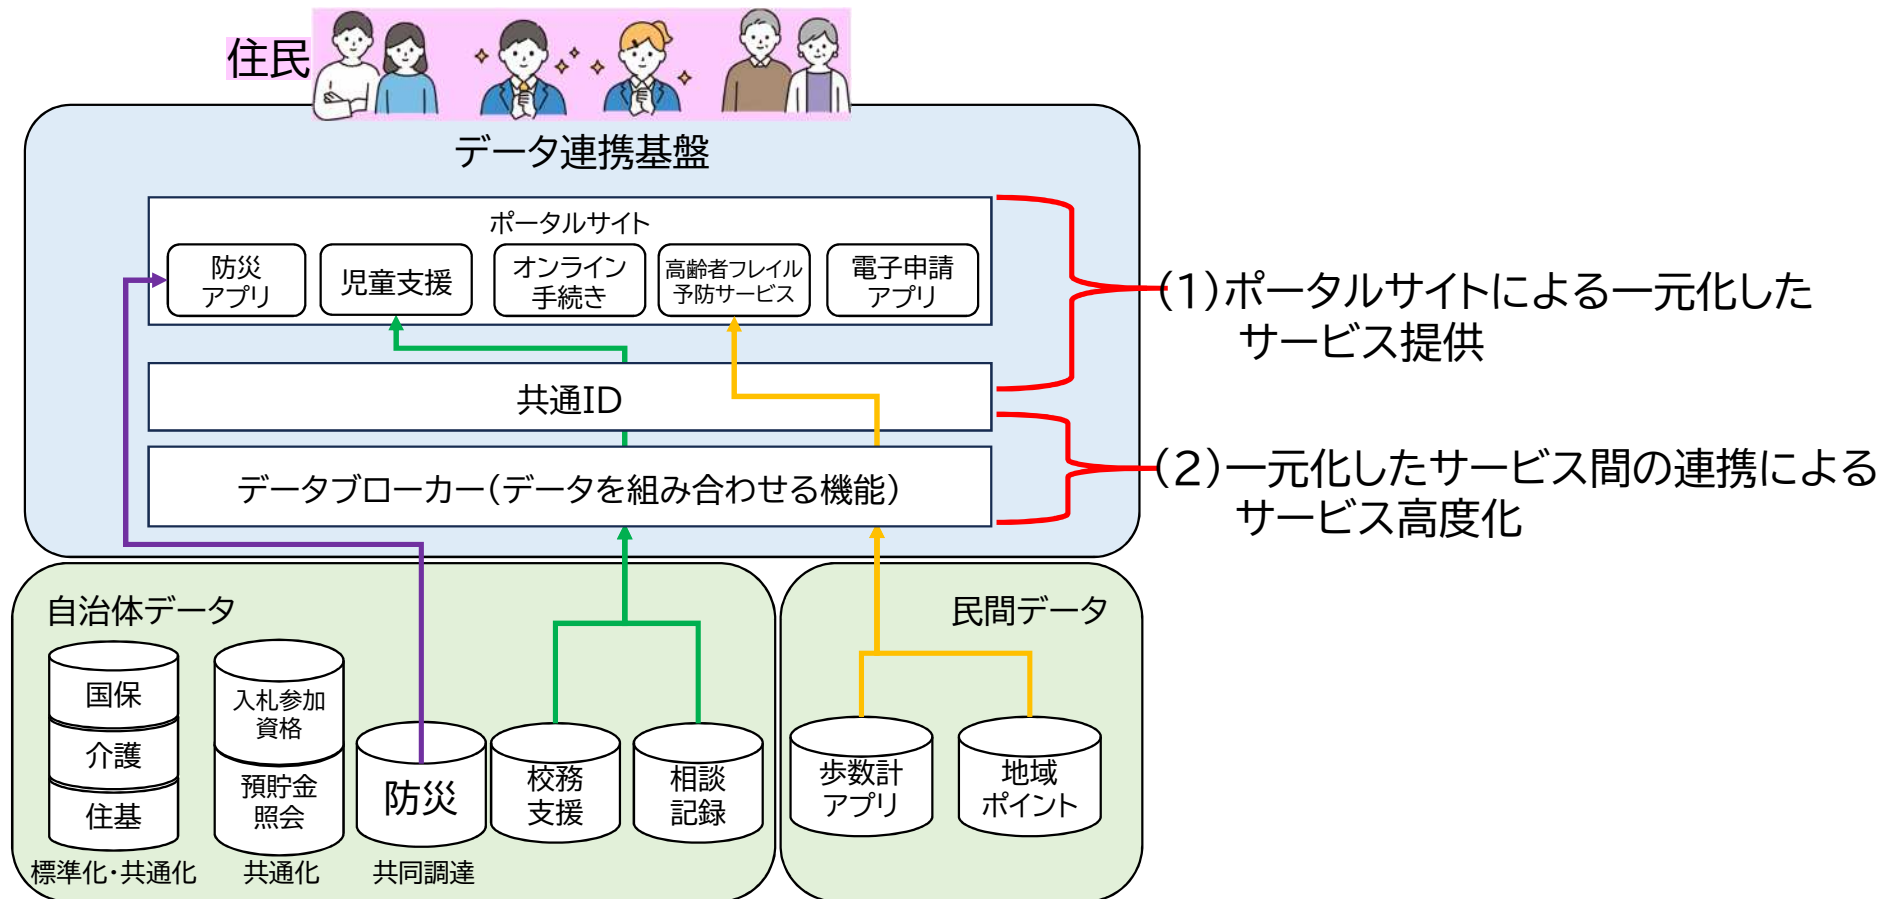 住民
データ連携基盤
ポータルサイト
防災
アプリ
児童支援
オンライン
手続き
高齢者フレイル
予防サービス
電子申請
アプリ
(1)ポータルサイトによる一元化した
サービス提供
共通ID
データブローカー(データを組み合わせる機能)
(2)一元化したサービス間の連携による
サービス高度化
自治体データ
国保
介護
住基
標準化・共通化
入札参加
資格
預貯金
照会
共通化
防災
共同調達
校務
支援
相談
記録
民間データ
歩数計
アプリ
地域
ポイント